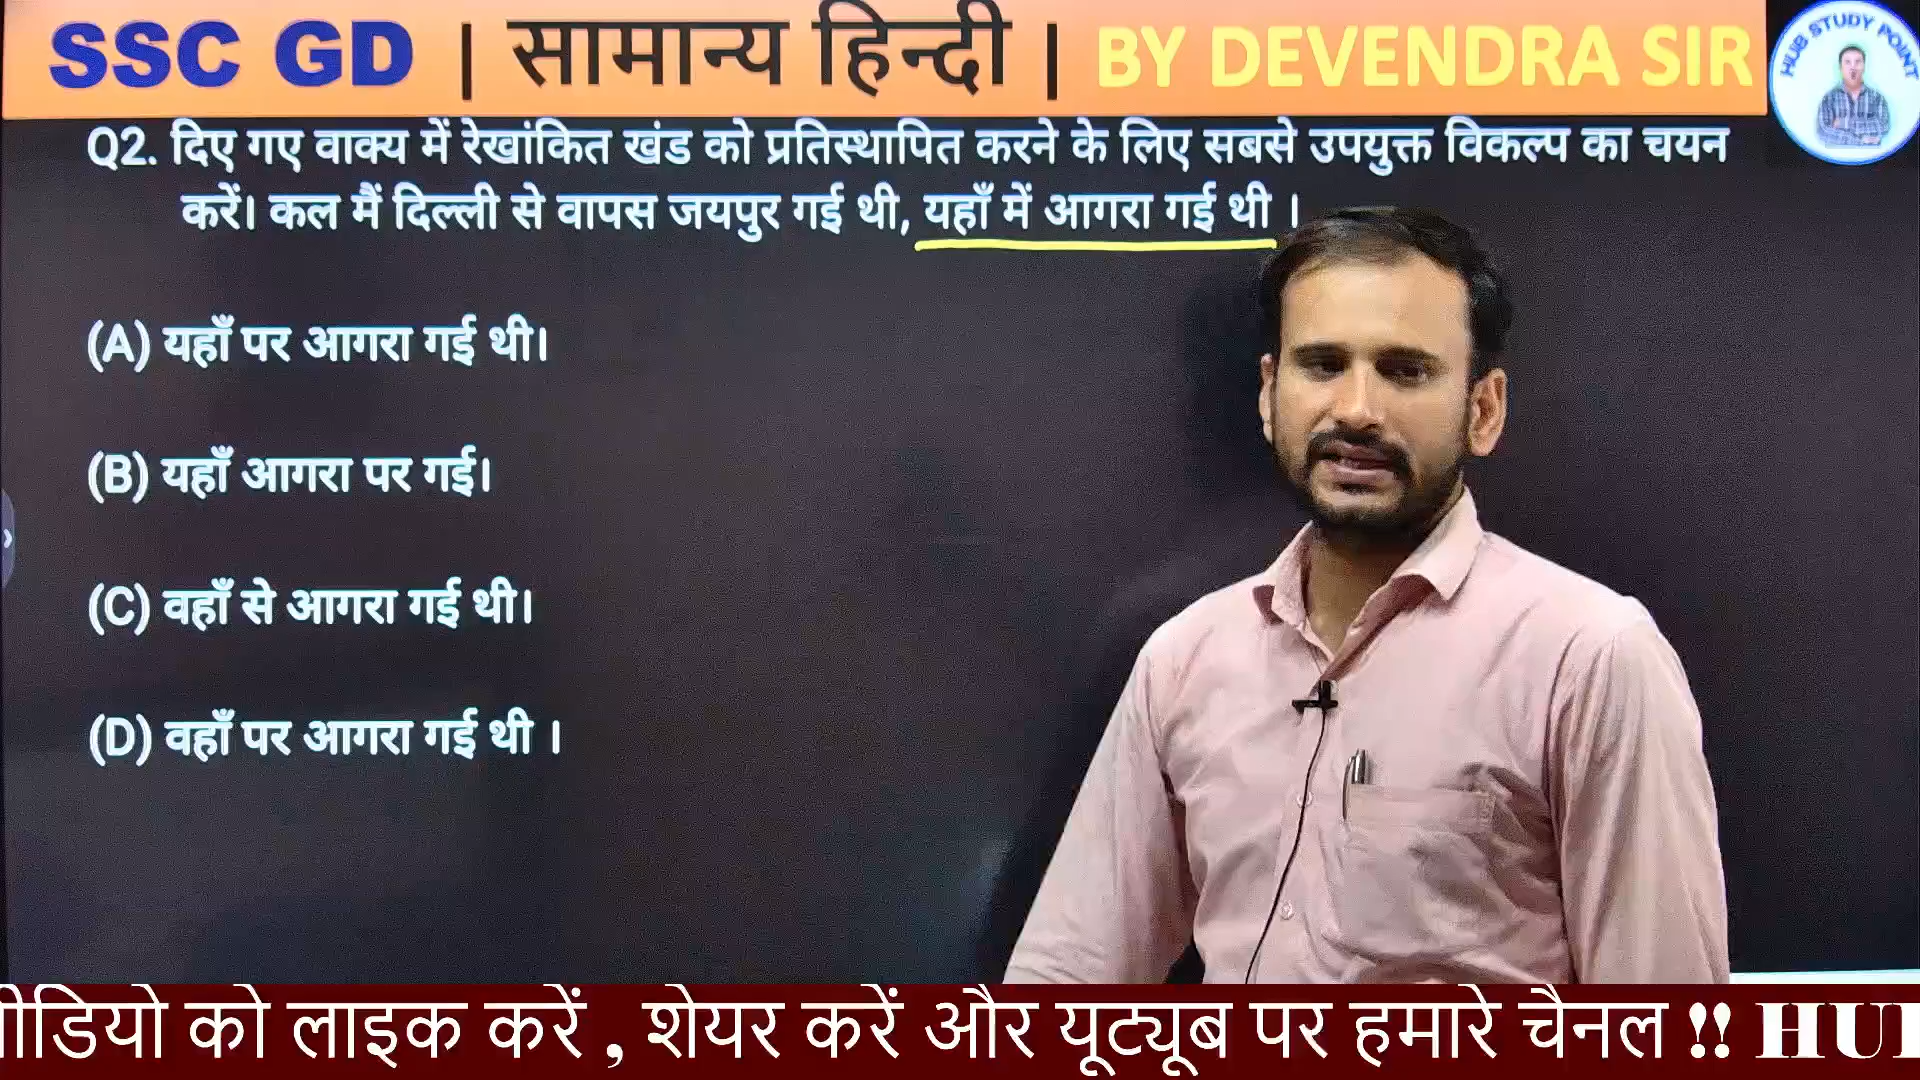 SSC GD | सामान्य हिन्दी | BY DEVENDRA SIR
HUB STUDY POINT
Q2. दिए गए वाक्य में रेखांकित खंड को प्रतिस्थापित करने के लिए सबसे उपयुक्त विकल्प का चयन
करें। कल मैं दिल्ली से वापस जयपुर गई थी, यहाँ में आगरा गई थी ।
(A) यहाँ पर आगरा गई थी।
(B) यहाँ आगरा पर गई।
(C) वहाँ से आगरा गई थी।
(D) वहाँ पर आगरा गई थी ।
को लाइक करें , शेयर करें और यूट्यूब पर हमारे चैनल !!